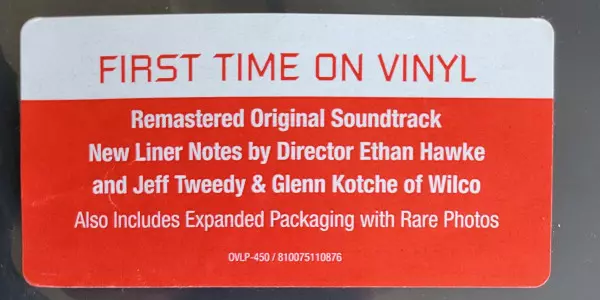 FIRST TIME ON VINYL
Remastered Original Soundtrack
New Liner Notes by Director Ethan Hawke
and Jeff Tweedy & Glenn Kotche of Wilco
Also Includes Expanded Packaging with Rare Photos
OVLP-450 / 810075110876